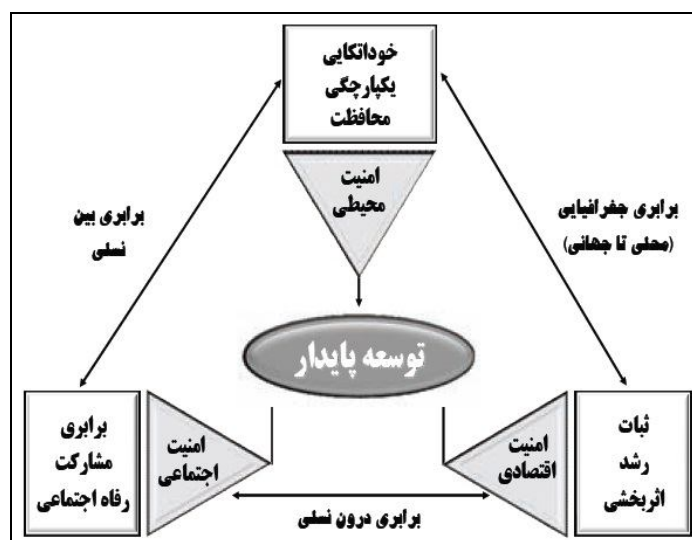 خوداتکایی
یکپارچگی
محافظت
امنیت
محیطی
برابری جغرافیایی
(محلی تا جهانی)
برابری بین
نسلی
توسعه پایدار
ثبات
رشد
اثربخشی
امنیت
اقتصادی
امنیت
اجتماعی
برابری
مشارکت
رفاه اجتماعی
برابری درون نسلی